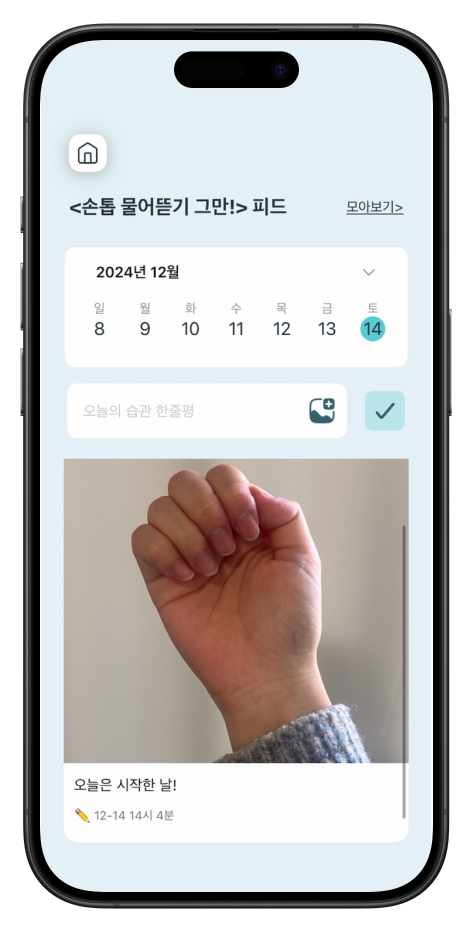 <손톱 물어뜯기 그만!> 피드
모아보기>
2024년 12월
일 월 화 수 목 금 토
8 9 10 11 12 13 14
오늘의 습관 한줄평
오늘은 시작한 날!
✏️ 12-14 14시 4분